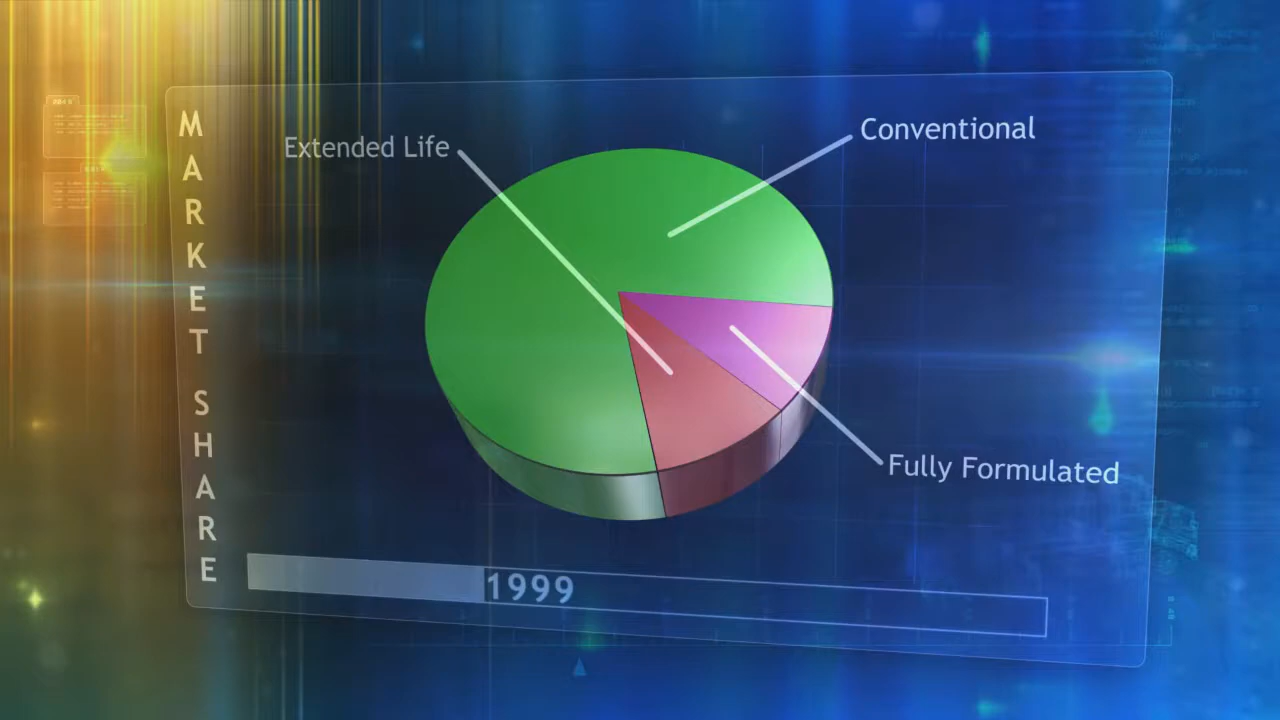 MARKET SHARE
Extended Life
Conventional
Fully Formulated
1999